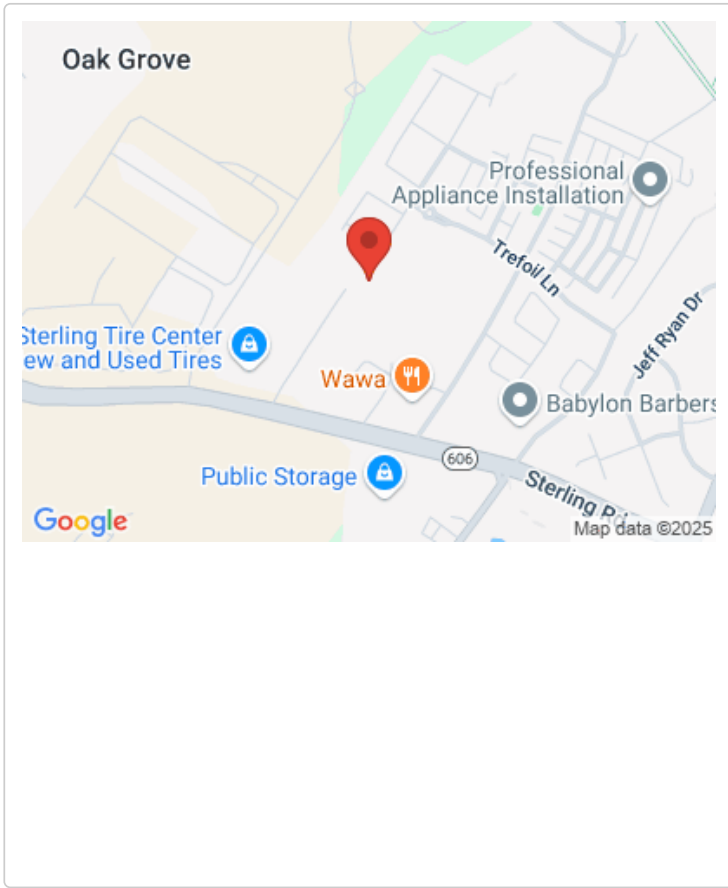 Oak Grove
Professional
Appliance Installation
Trefoil Ln
Jeff Ryan Dr
Sterling Tire Center
ew and Used Tires
Wawa
Babylon Barbers
606
Public Storage
Sterling Rd
Google
Map data ©2025